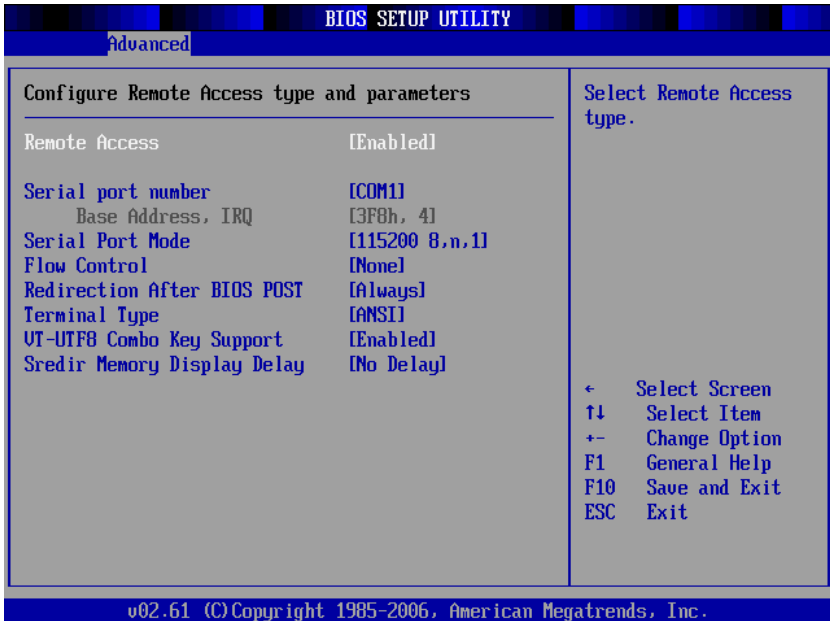 BIOS SETUP UTILITY
Advanced
Configure Remote Access type and parameters
Remote Access [Enabled]
Serial port number [COM1]
Base Address, IRQ [3F8h, 4]
Serial Port Mode [115200 8,n,1]
Flow Control [None]
Redirection After BIOS POST [Always]
Terminal Type [ANSI]
VT-UTF8 Combo Key Support [Enabled]
Sredir Memory Display Delay [No Delay]
Select Remote Access
type.
← Select Screen
↑↓ Select Item
+- Change Option
F1 General Help
F10 Save and Exit
ESC Exit
v02.61 (C)Copyright 1985-2006, American Megatrends, Inc.